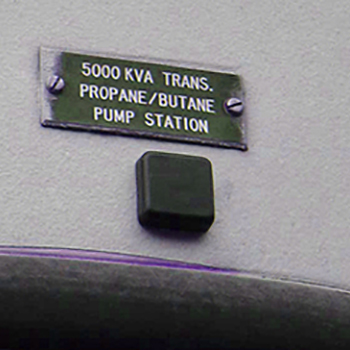 5000 KVA TRANS.
PROPANE/BUTANE
PUMP STATION